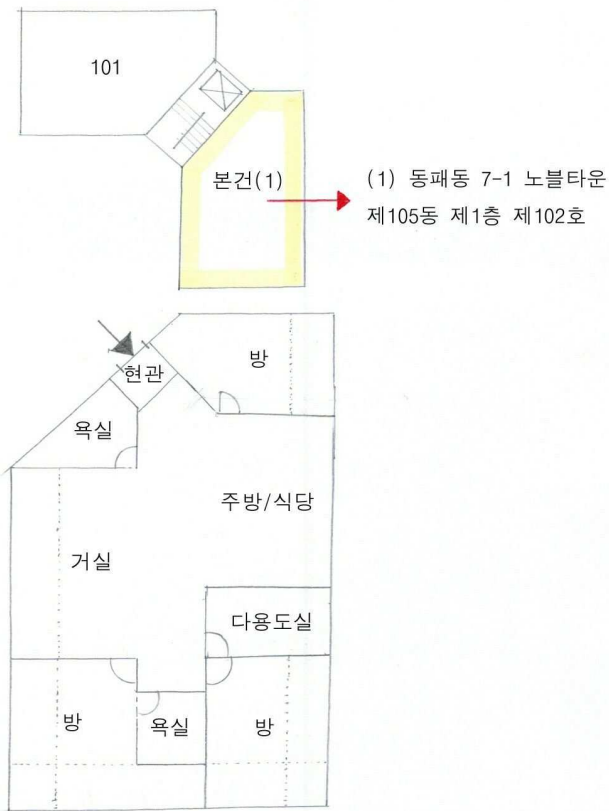 101
본건(1)
(1) 동패동 7-1 노블타운
제105동 제1층 제102호
현관
방
욕실
주방/식당
거실
다용도실
방
욕실
방